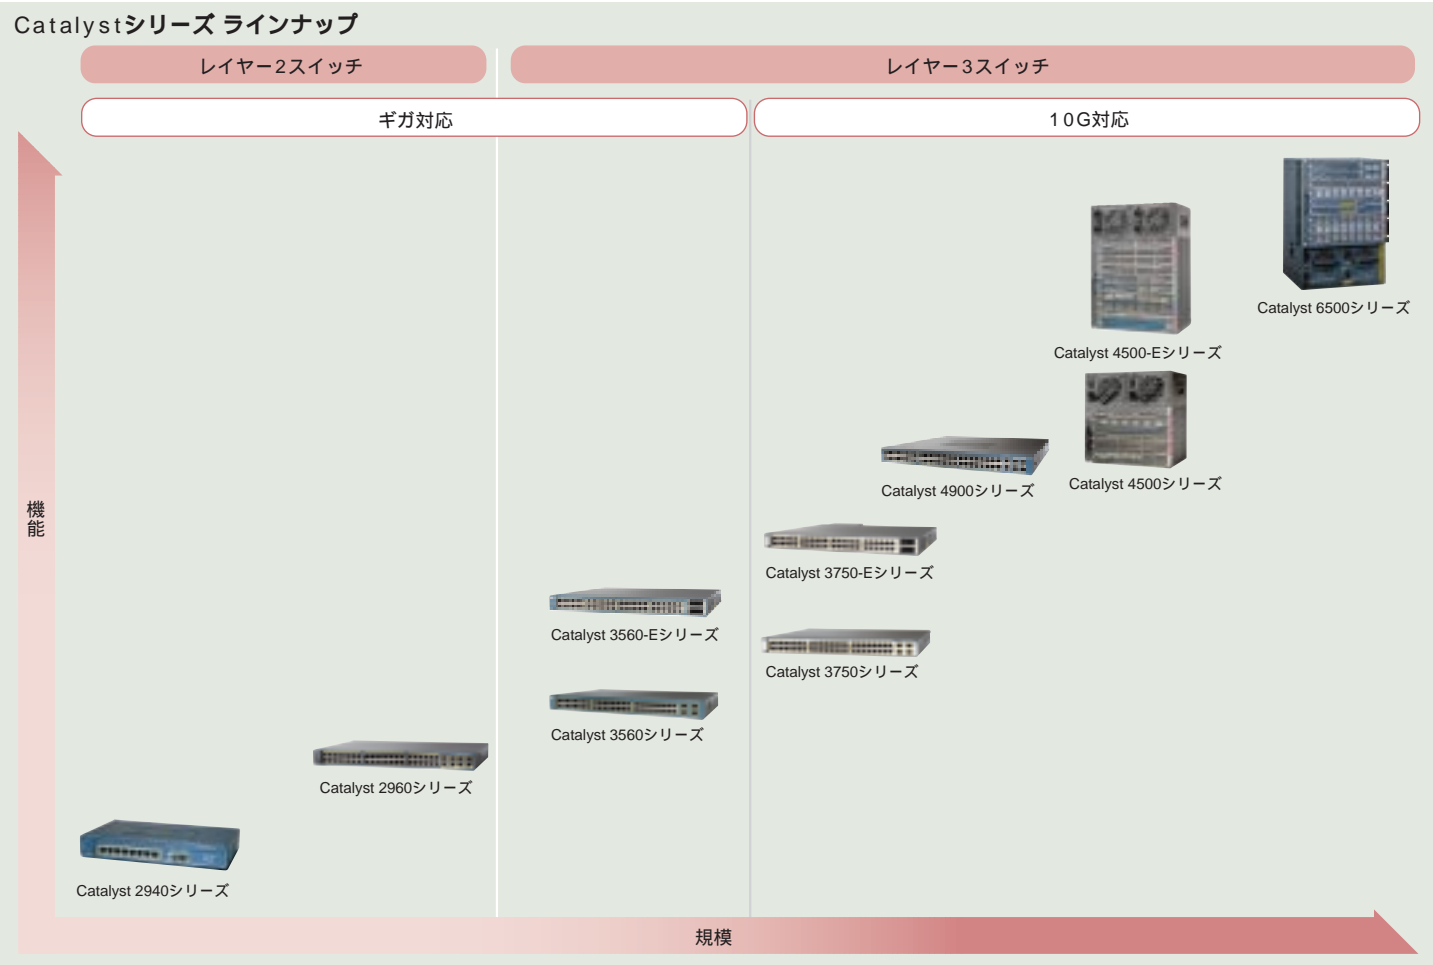 Catalystシリーズ ラインナップ
レイヤー2スイッチ
レイヤー3スイッチ
ギガ対応
10G対応
Catalyst 6500シリーズ
Catalyst 4500-Eシリーズ
Catalyst 4500シリーズ
Catalyst 4900シリーズ
機能
Catalyst 3750-Eシリーズ
Catalyst 3560-Eシリーズ
Catalyst 3750シリーズ
Catalyst 3560シリーズ
Catalyst 2960シリーズ
Catalyst 2940シリーズ
規模